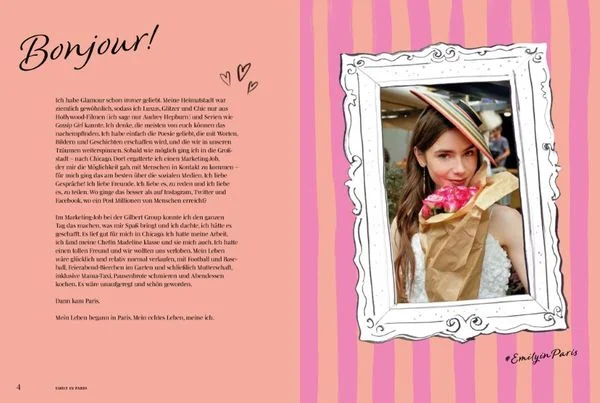 Bonjour!
Ich habe Glamour schon immer geliebt. Meine Heimatstadt war
ziemlich gewöhnlich, sodass ich Luxus, Glitzer und Chic nur aus
Hollywood-Filmen (ich sage nur Audrey Hepburn!) und Serien wie
Gossip Girl kannte. Ich denke, die meisten von euch können das
nachempfinden. Ich habe einfach die Poesie geliebt, die mit Worten,
Bildern und Geschichten erschaffen wird, und die wir in unseren
Träumen weiterspinnen. Sobald wie möglich ging ich in die Groß-
stadt – nach Chicago. Dort ergatterte ich einen Marketing-Job,
der mir die Möglichkeit gab, mit Menschen in Kontakt zu kommen –
für mich ging das am besten über die sozialen Medien. Ich liebe
Gespräche! Ich liebe Freunde. Ich liebe es, zu reden und ich liebe
es, zu teilen. Wo ginge das besser als auf Instagram, Twitter und
Facebook, wo ein Post Millionen von Menschen erreicht?
Im Marketing-Job bei der Gilbert Group konnte ich den ganzen
Tag das machen, was mir Spaß bringt und ich dachte, ich hätte es
geschafft. Es lief gut für mich in Chicago. Ich hatte meine Arbeit,
ich fand meine Chefin Madeline klasse und sie mich auch. Ich hatte
einen tollen Freund und wir wollten uns verloben. Mein Leben
wäre glücklich und relativ normal verlaufen, mit Football und Base-
ball, Feierabend-Bierchen im Garten und schließlich Mutterschaft,
inklusive Mama-Taxi, Pausenbrote schmieren und Abendessen
kochen. Es wäre unaufgeregt und schön geworden.
Dann kam Paris.
Mein Leben begann in Paris. Mein echtes Leben, meine ich.
#EmilyinParis
4 EMILY IN PARIS